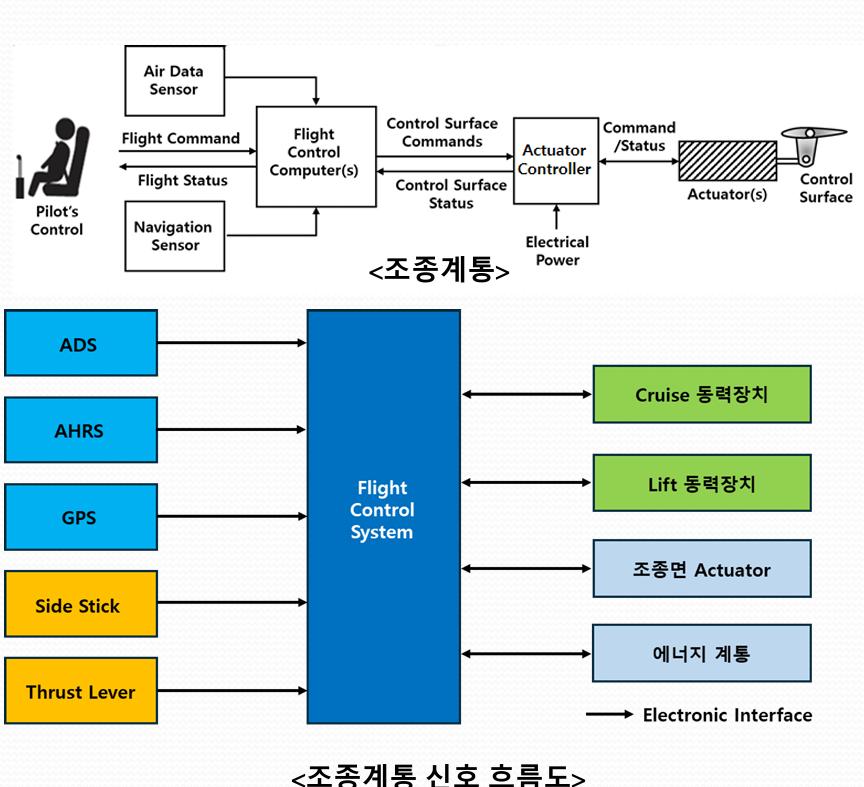 Air Data
Sensor
Flight Command
Flight Status
Pilot's
Control
Navigation
Sensor
Flight
Control
Computer(s)
Control Surface
Commands
Control Surface
Status
Actuator
Controller
Electrical
Power
Command
/Status
Actuator(s)
Control
Surface
<조종계통>
ADS
AHRS
GPS
Side Stick
Thrust Lever
Flight
Control
System
Cruise 동력장치
Lift 동력장치
조종면 Actuator
에너지 계통
Electronic Interface
<조종계통 신호 흐름도>